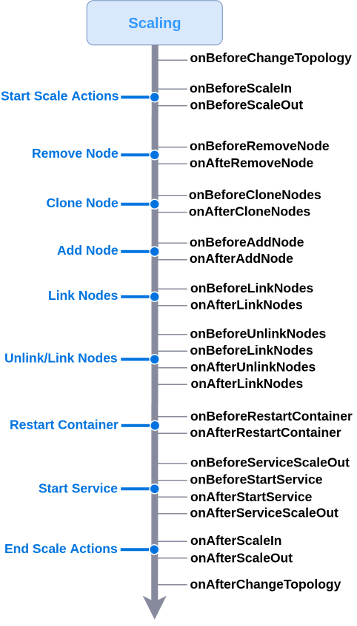 Scaling
onBeforeChangeTopology
Start Scale Actions
onBeforeScaleIn
onBeforeScaleOut
Remove Node
onBeforeRemoveNode
onAfteRemoveNode
Clone Node
onBeforeCloneNodes
onAfterCloneNodes
Add Node
onBeforeAddNode
onAfterAddNode
Link Nodes
onBeforeLinkNodes
onAfterLinkNodes
Unlink/Link Nodes
onBeforeUnlinkNodes
onBeforeLinkNodes
onAfterUnlinkNodes
onAfterLinkNodes
Restart Container
onBeforeRestartContainer
onAfterRestartContainer
Start Service
onBeforeServiceScaleOut
onBeforeStartService
onAfterStartService
onAfterServiceScaleOut
End Scale Actions
onAfterScaleIn
onAfterScaleOut
onAfterChangeTopology